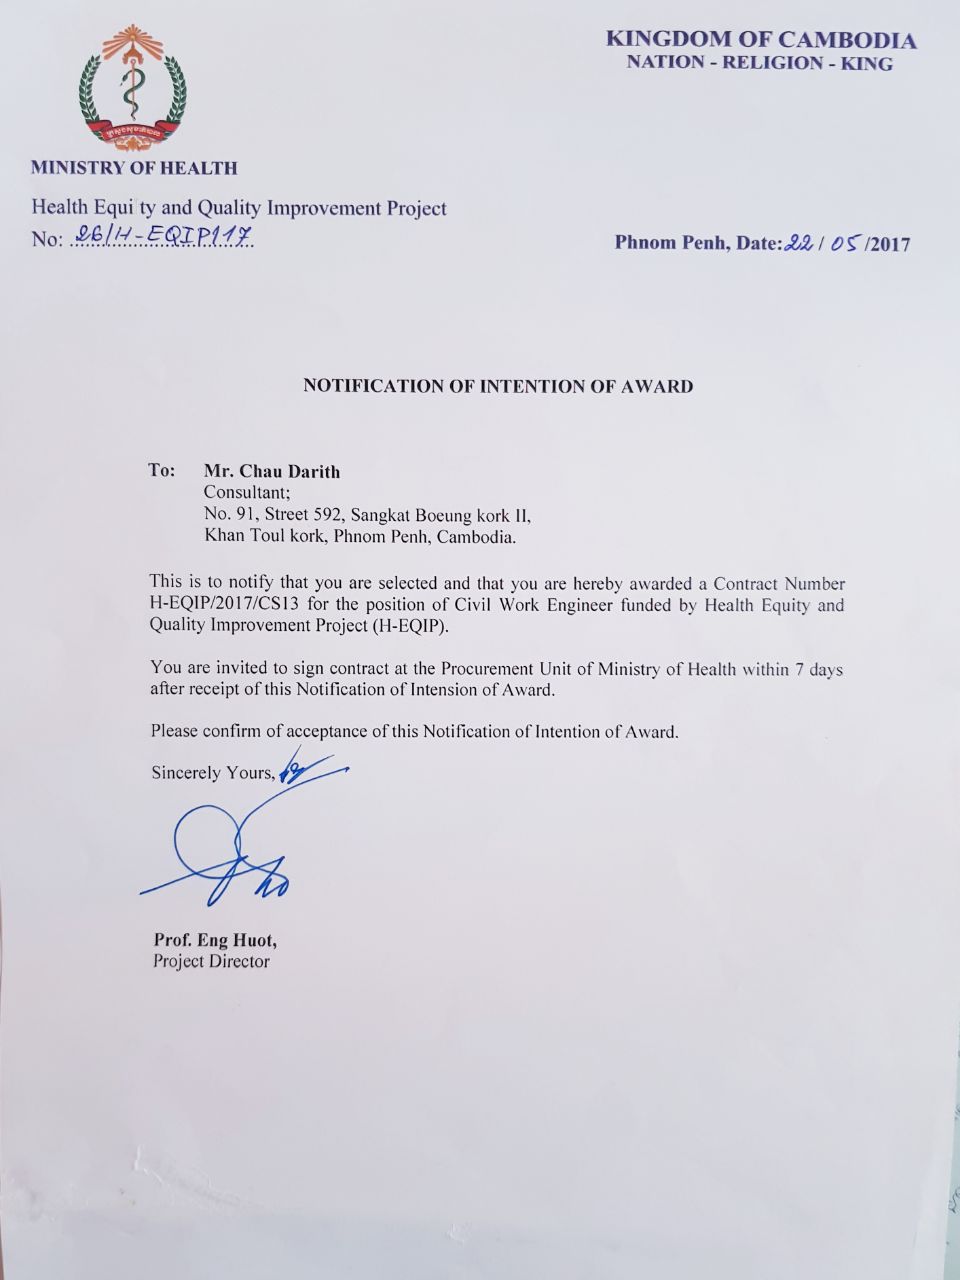 KINGDOM OF CAMBODIA
NATION - RELIGION - KING
MINISTRY OF HEALTH
Health Equi ty and Quality Improvement Project
No: 26/H-EQIP117
Phnom Penh, Date: 22 / 05 /2017
NOTIFICATION OF INTENTION OF AWARD
To: Mr. Chau Darith
Consultant;
No. 91, Street 592, Sangkat Boeung kork II,
Khan Toul kork, Phnom Penh, Cambodia.
This is to notify that you are selected and that you are hereby awarded a Contract Number
H-EQIP/2017/CS13 for the position of Civil Work Engineer funded by Health Equity and
Quality Improvement Project (H-EQIP).
You are invited to sign contract at the Procurement Unit of Ministry of Health within 7 days
after receipt of this Notification of Intension of Award.
Please confirm of acceptance of this Notification of Intention of Award.
Sincerely Yours,
Prof. Eng Huot,
Project Director